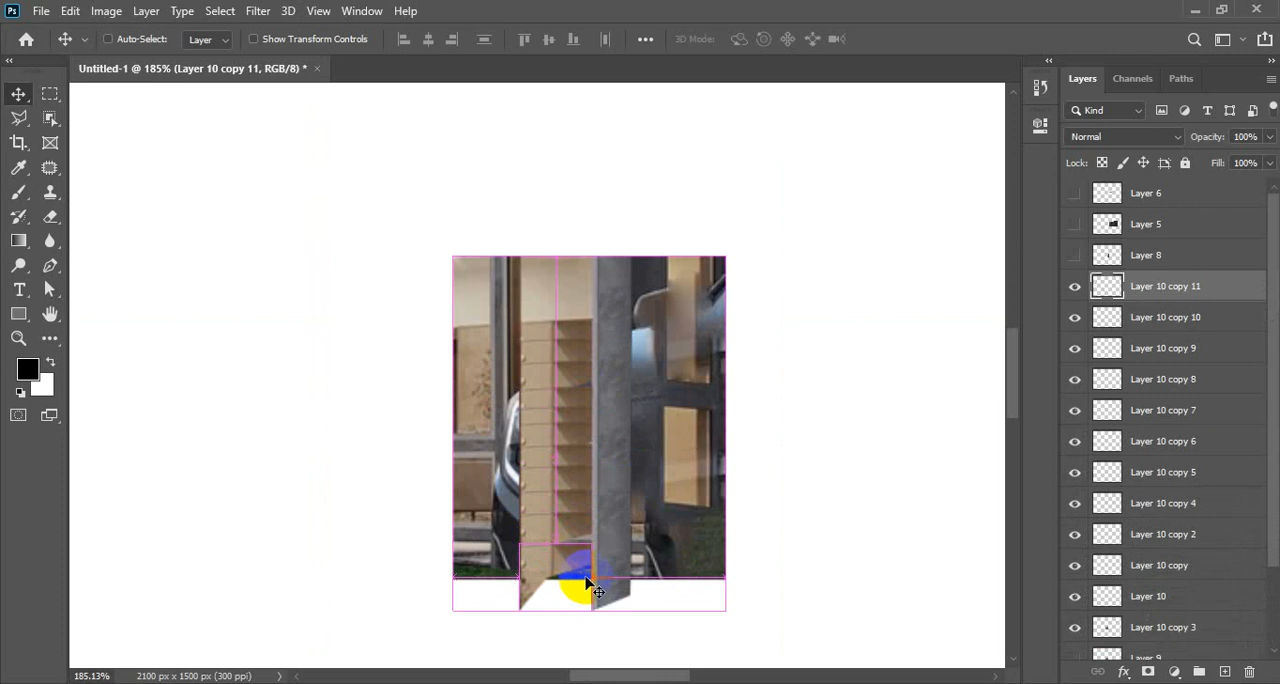 Ps File Edit Image Layer Type Select Filter 3D View Window Help
Auto-Select: Layer Show Transform Controls 3D Mode:
Untitled-1 @ 185% (Layer 10 copy 11, RGB/8) *
Layers Channels Paths
Kind
Normal Opacity: 100%
Lock: Fill: 100%
Layer 6
Layer 5
Layer 8
Layer 10 copy 11
Layer 10 copy 10
Layer 10 copy 9
Layer 10 copy 8
Layer 10 copy 7
Layer 10 copy 6
Layer 10 copy 5
Layer 10 copy 4
Layer 10 copy 2
Layer 10 copy
Layer 10
Layer 10 copy 3
Layer 9
185.13% 2100 px x 1500 px (300 ppi)